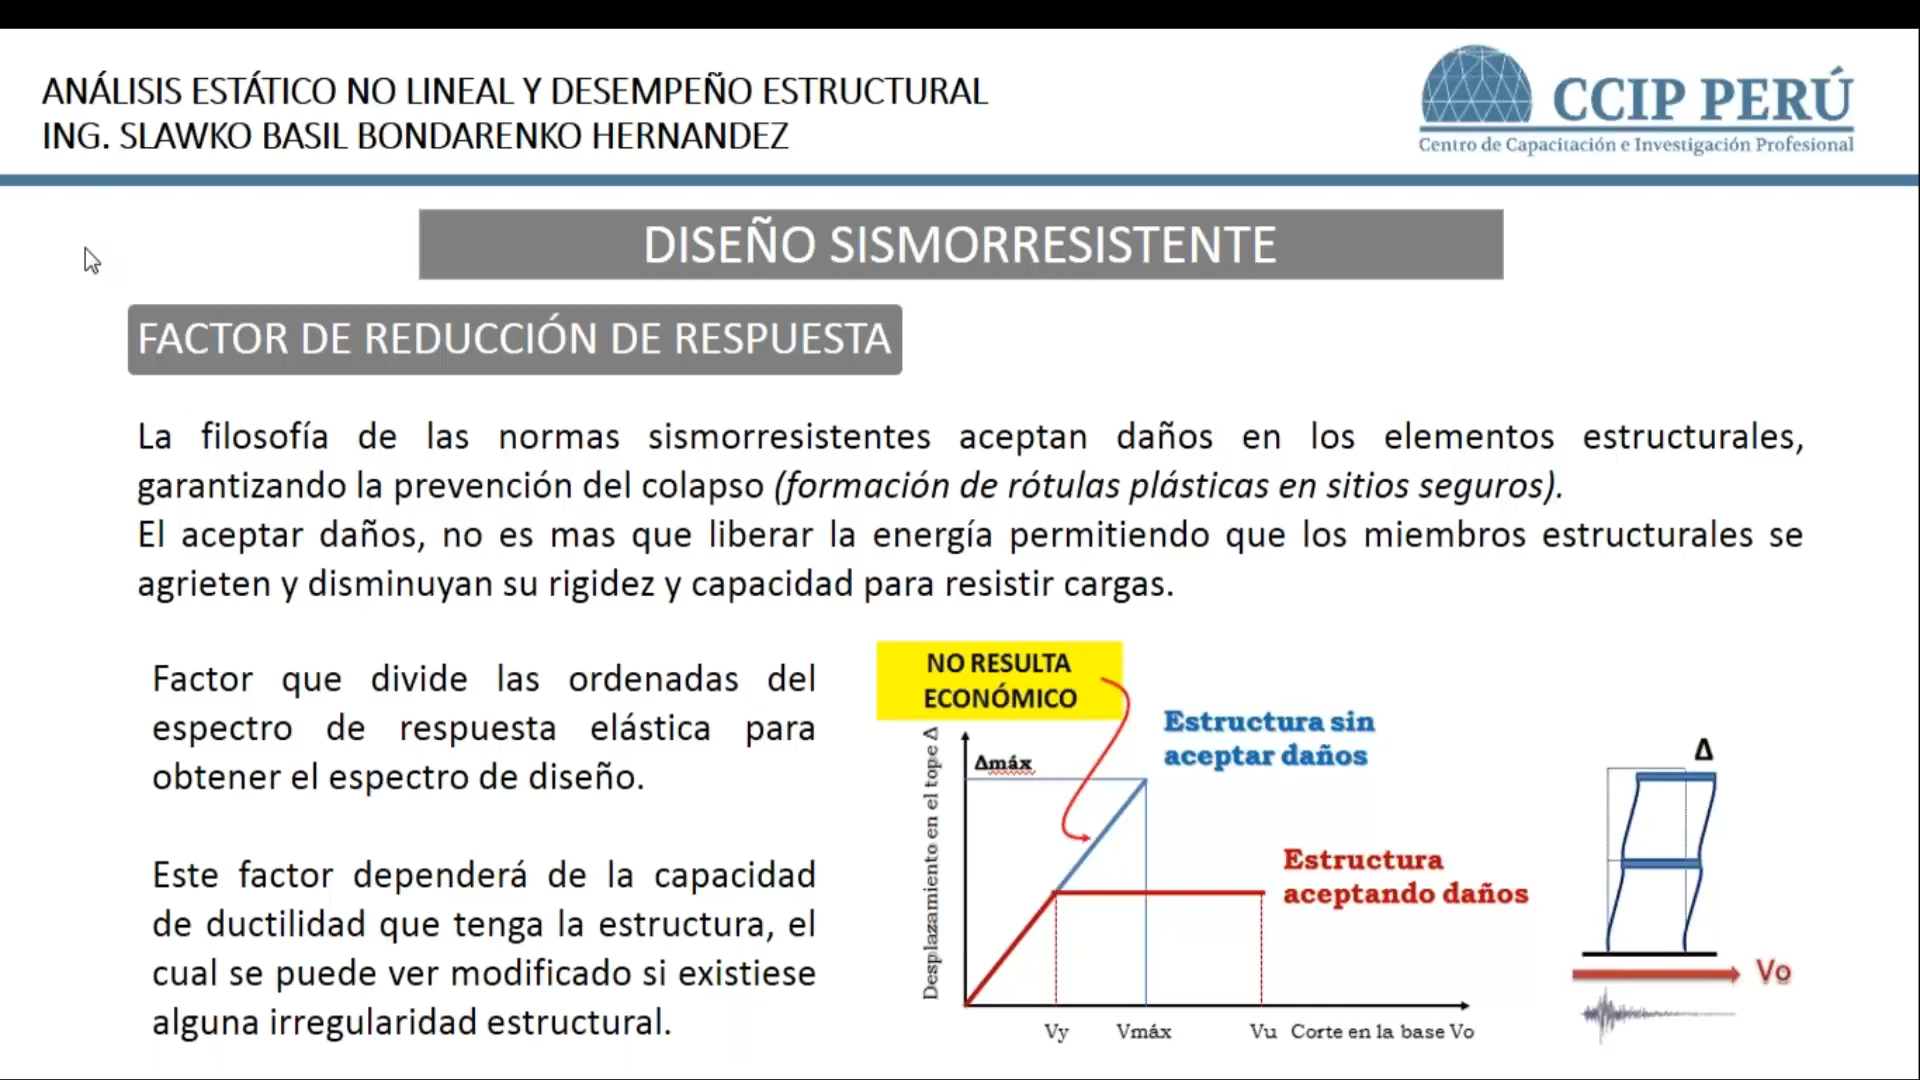 ANÁLISIS ESTÁTICO NO LINEAL Y DESEMPEÑO ESTRUCTURAL
ING. SLAWKO BASIL BONDARENKO HERNANDEZ
CCIP PERÚ
Centro de Capacitación e Investigación Profesional
DISEÑO SISMORRESISTENTE
FACTOR DE REDUCCIÓN DE RESPUESTA
La filosofía de las normas sismorresistentes aceptan daños en los elementos estructurales,
garantizando la prevención del colapso (formación de rótulas plásticas en sitios seguros).
El aceptar daños, no es mas que liberar la energía permitiendo que los miembros estructurales se
agrieten y disminuyan su rigidez y capacidad para resistir cargas.
Factor que divide las ordenadas del
espectro de respuesta elástica para
obtener el espectro de diseño.
Este factor dependerá de la capacidad
de ductilidad que tenga la estructura, el
cual se puede ver modificado si existiese
alguna irregularidad estructural.
NO RESULTA
ECONÓMICO
Estructura sin
aceptar daños
Δmáx
Desplazamiento en el tope Δ
Estructura
aceptando daños
Vy
Vmáx
Vu
Corte en la base Vo
Δ
Vo